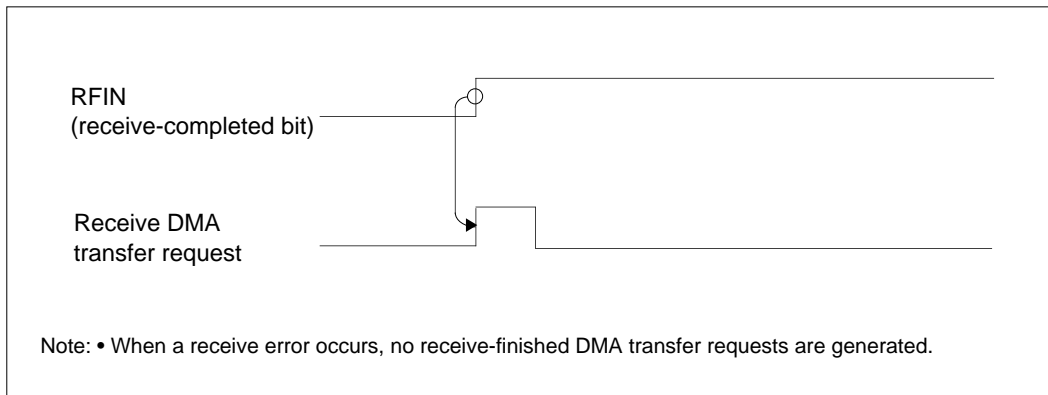 RFIN
(receive-completed bit)
Receive DMA
transfer request
Note: • When a receive error occurs, no receive-finished DMA transfer requests are generated.